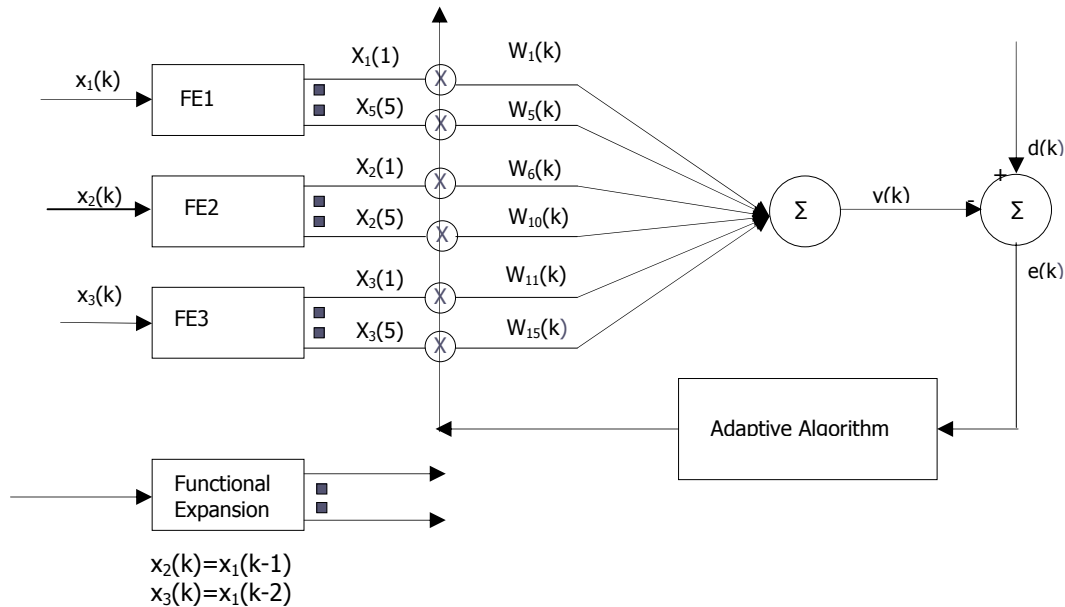 x₁(k)
FE1
X₁(1)
X
W₁(k)
X₅(5)
X
W₅(k)
x₂(k)
FE2
X₂(1)
X
W₆(k)
X₂(5)
X
W₁₀(k)
x₃(k)
FE3
X₃(1)
X
W₁₁(k)
X₃(5)
X
W₁₅(k)
Σ
v(k)
d(k)
+
-
Σ
e(k)
Adaptive Algorithm
Functional
Expansion
x₂(k)=x₁(k-1)
x₃(k)=x₁(k-2)